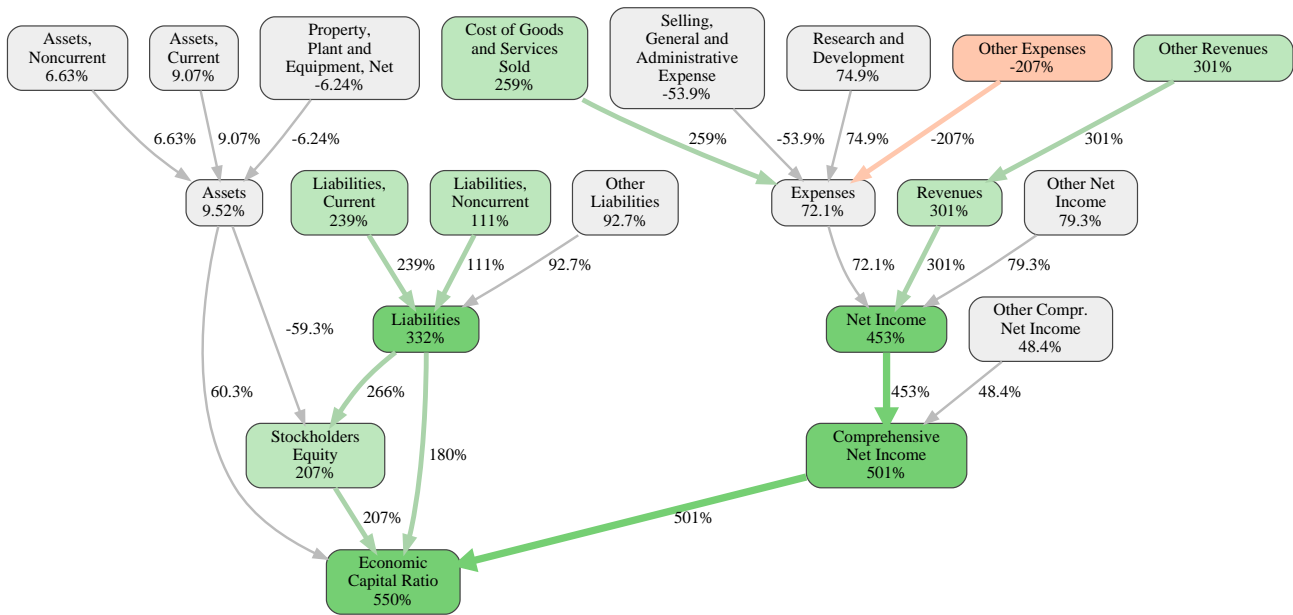 Assets,
Noncurrent
6.63%
Assets,
Current
9.07%
Property,
Plant and
Equipment, Net
-6.24%
Cost of Goods
and Services
Sold
259%
Selling,
General and
Administrative
Expense
-53.9%
Research and
Development
74.9%
Other Expenses
-207%
Other Revenues
301%
6.63%
9.07%
-6.24%
259%
-53.9%
74.9%
-207%
301%
Assets
9.52%
Liabilities,
Current
239%
Liabilities,
Noncurrent
111%
Other
Liabilities
92.7%
Expenses
72.1%
Revenues
301%
Other Net
Income
79.3%
239%
111%
92.7%
72.1%
301%
79.3%
-59.3%
Liabilities
332%
Net Income
453%
Other Compr.
Net Income
48.4%
60.3%
266%
453%
48.4%
Stockholders
Equity
207%
180%
Comprehensive
Net Income
501%
207%
501%
Economic
Capital Ratio
550%